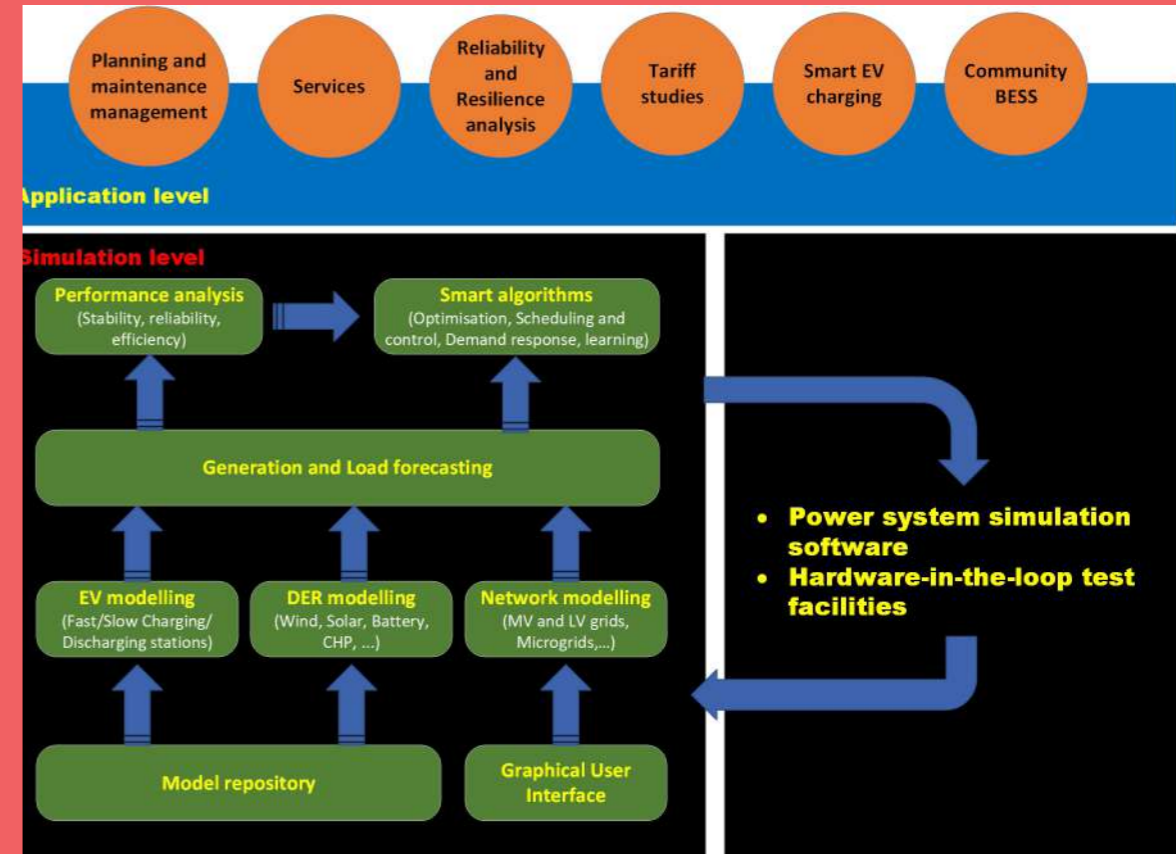 Planning and
maintenance
management
Services
Reliability
and
Resilience
analysis
Tariff
studies
Smart EV
charging
Community
BESS
Application level
Simulation level
Performance analysis
(Stability, reliability,
efficiency)
Smart algorithms
(Optimisation, Scheduling and
control, Demand response, learning)
Generation and Load forecasting
EV modelling
(Fast/Slow Charging/
Discharging stations)
DER modelling
(Wind, Solar, Battery,
CHP, ...)
Network modelling
(MV and LV grids,
Microgrids,...)
Model repository
Graphical User
Interface
• Power system simulation
software
• Hardware-in-the-loop test
facilities